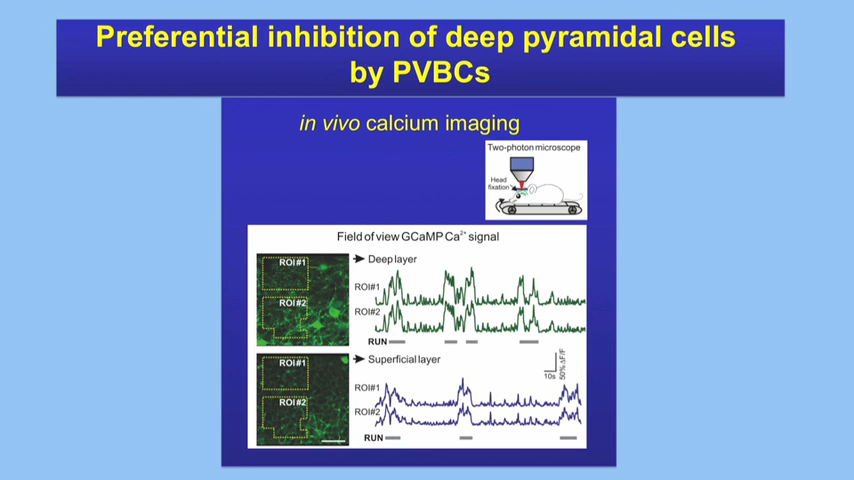 Preferential inhibition of deep pyramidal cells
by PVBCs
in vivo calcium imaging
Two-photon microscope
Head
fixation
Field of view GCaMP Ca²⁺ signal
ROI#1
ROI#2
Deep layer
ROI#1
ROI#2
RUN
ROI#1
ROI#2
Superficial layer
10s
50% ΔF/F
ROI#1
ROI#2
RUN